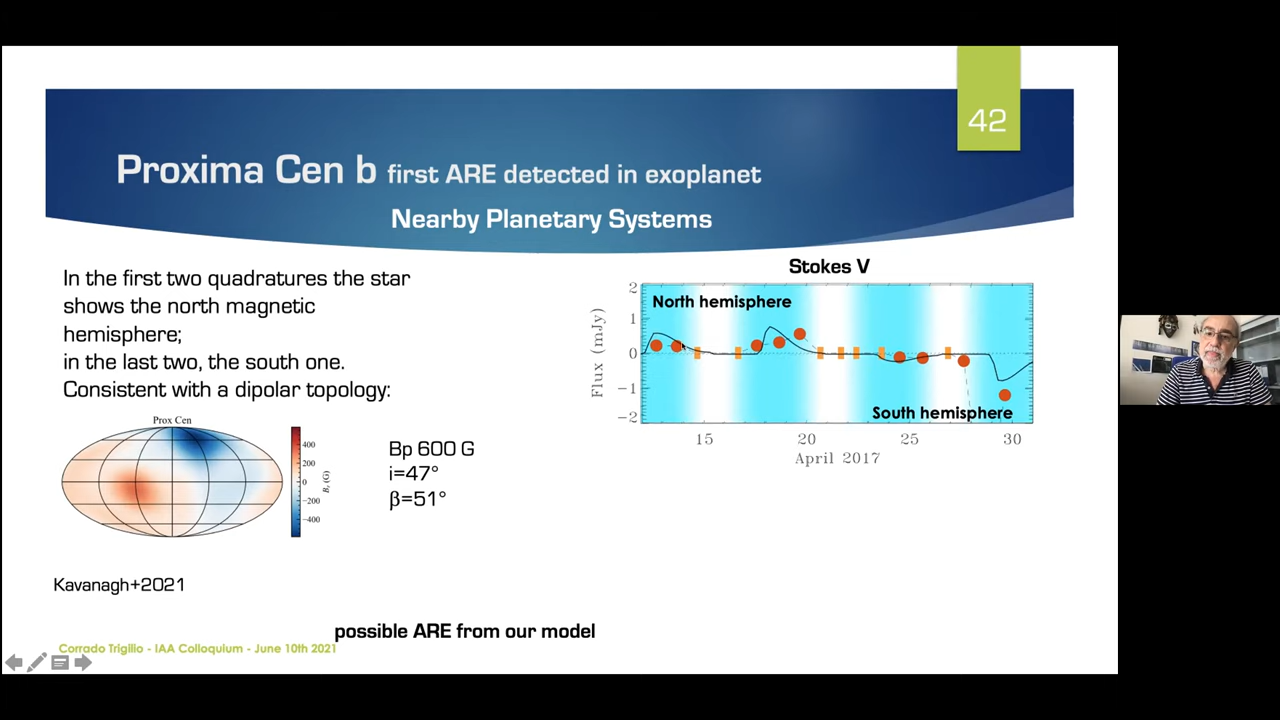 42
Proxima Cen b first ARE detected in exoplanet
Nearby Planetary Systems
In the first two quadratures the star
shows the north magnetic
hemisphere;
in the last two, the south one.
Consistent with a dipolar topology:
Prox Cen
400
200
0
−200
−400
Br (G)
Bp 600 G
i=47°
β=51°
Kavanagh+2021
Stokes V
North hemisphere
South hemisphere
Flux (mJy)
2
1
0
−1
−2
15 20 25 30
April 2017
possible ARE from our model
Corrado Trigilio - IAA Colloquium - June 10th 2021